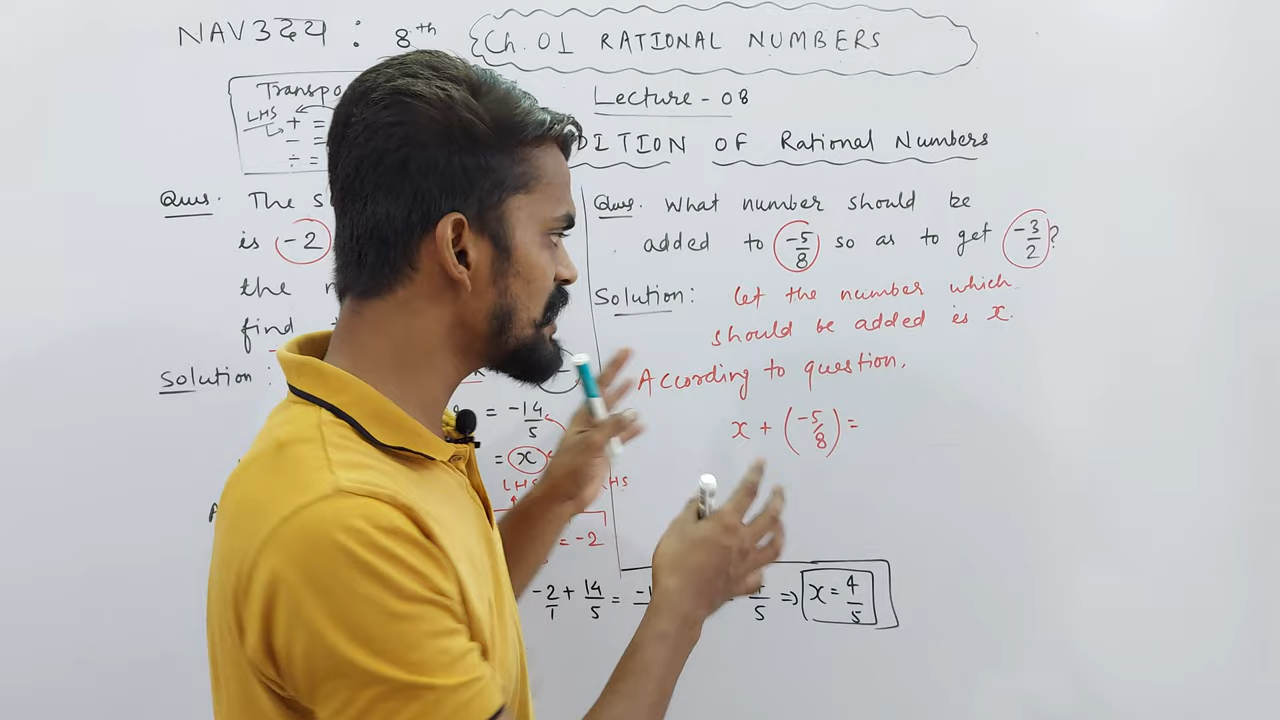 NAV3224 : 8th Ch. 01 RATIONAL NUMBERS
Lecture - 08
DITION OF Rational Numbers
Transpo
LHS + =
- =
÷ =
Ques. The s
is -2
the
find
Solution :
= -14/5
= x
LHS HS
= -2
-2/1 + 14/5 = /5 ⇒ x = 4/5
Ques. What number should be
added to -5/8 so as to get -3/2?
Solution: let the number which
should be added is x.
According to question,
x + (-5/8) =